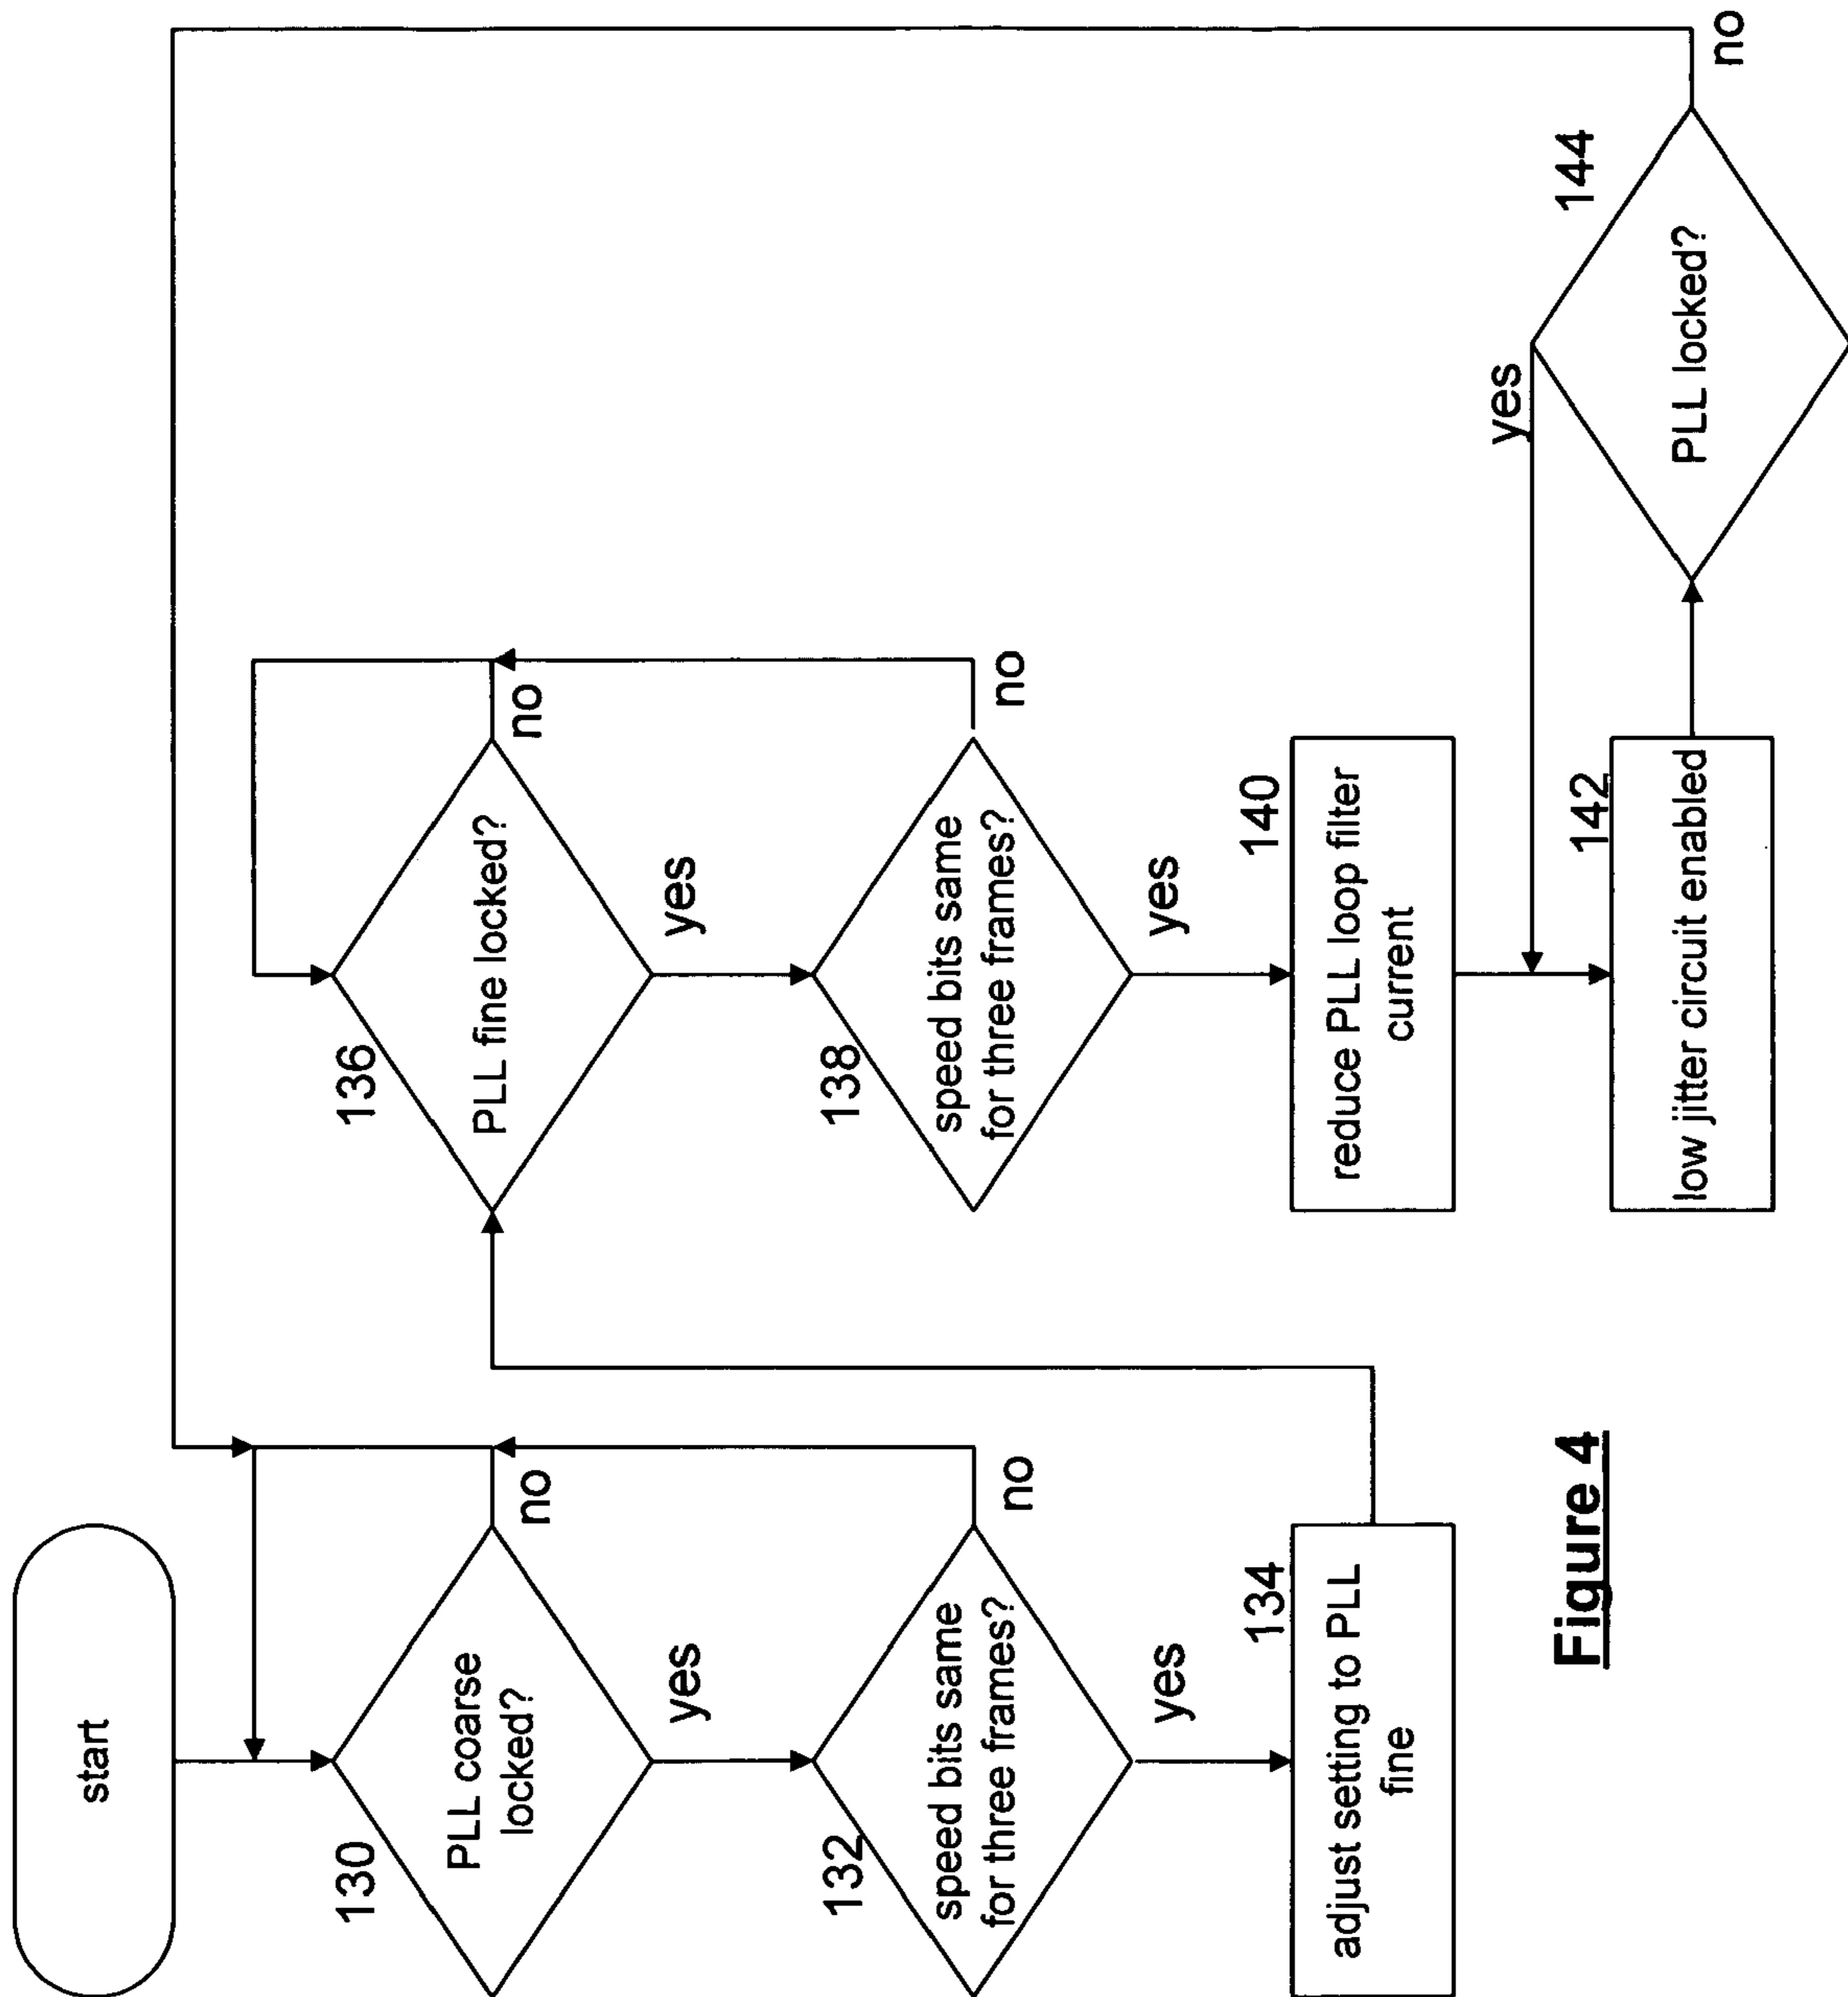 start
130
PLL coarse
locked?
no
yes
132
speed bits same
for three frames?
no
yes
134
adjust setting to PLL
fine
136
PLL fine locked?
no
yes
138
speed bits same
for three frames?
no
yes
140
reduce PLL loop filter
current
142
low jitter circuit enabled
144
PLL locked?
yes
no
Figure 4